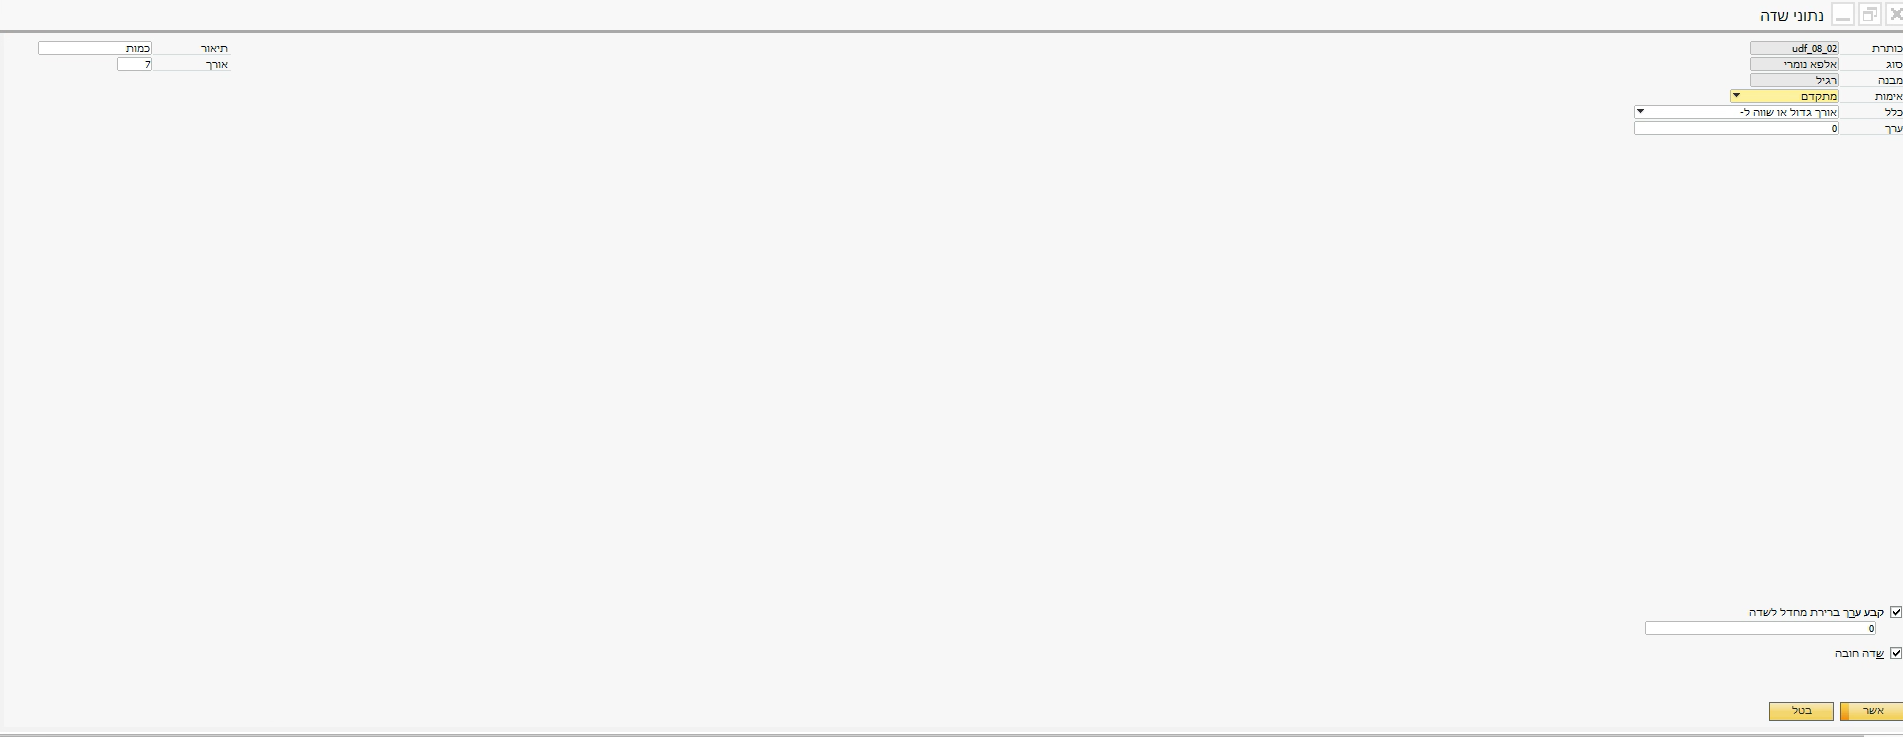 נתוני שדה
כותרת udf_08_02 תיאור כמות
סוג אלפא נומרי אורך 7
מבנה רגיל
אימות מתקדם
כלל אורך גדול או שווה ל-
ערך 0
קבע ערך ברירת מחדל לשדה
0
שדה חובה
אשר בטל